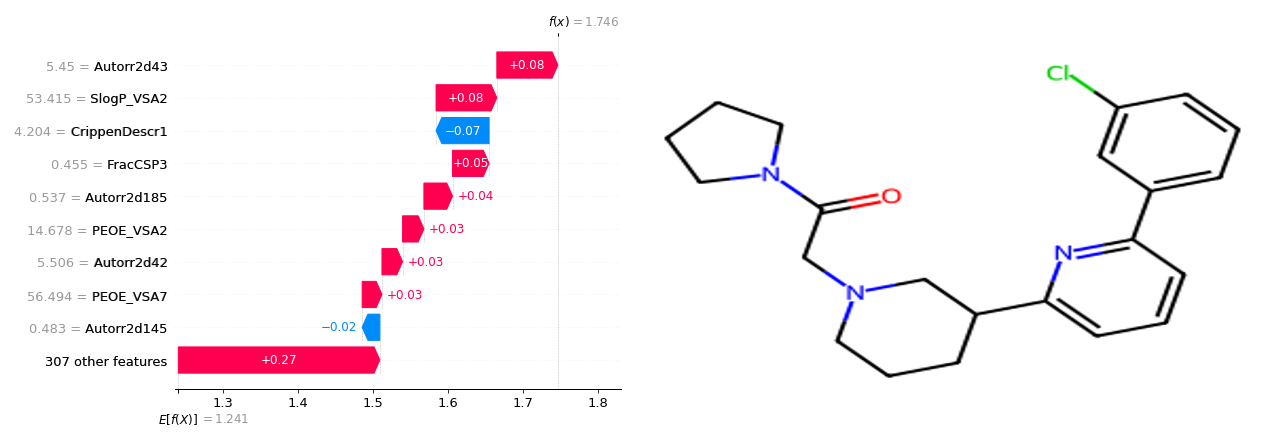 f(x) = 1.746
5.45 = Autorr2d43 +0.08
53.415 = SlogP_VSA2 +0.08
4.204 = CrippenDescr1 −0.07
0.455 = FracCSP3 +0.05
0.537 = Autorr2d185 +0.04
14.678 = PEOE_VSA2 +0.03
5.506 = Autorr2d42 +0.03
56.494 = PEOE_VSA7 +0.03
0.483 = Autorr2d145 −0.02
307 other features +0.27
1.3 1.4 1.5 1.6 1.7 1.8
E[f(X)] = 1.241
Cl
N
O
N
N